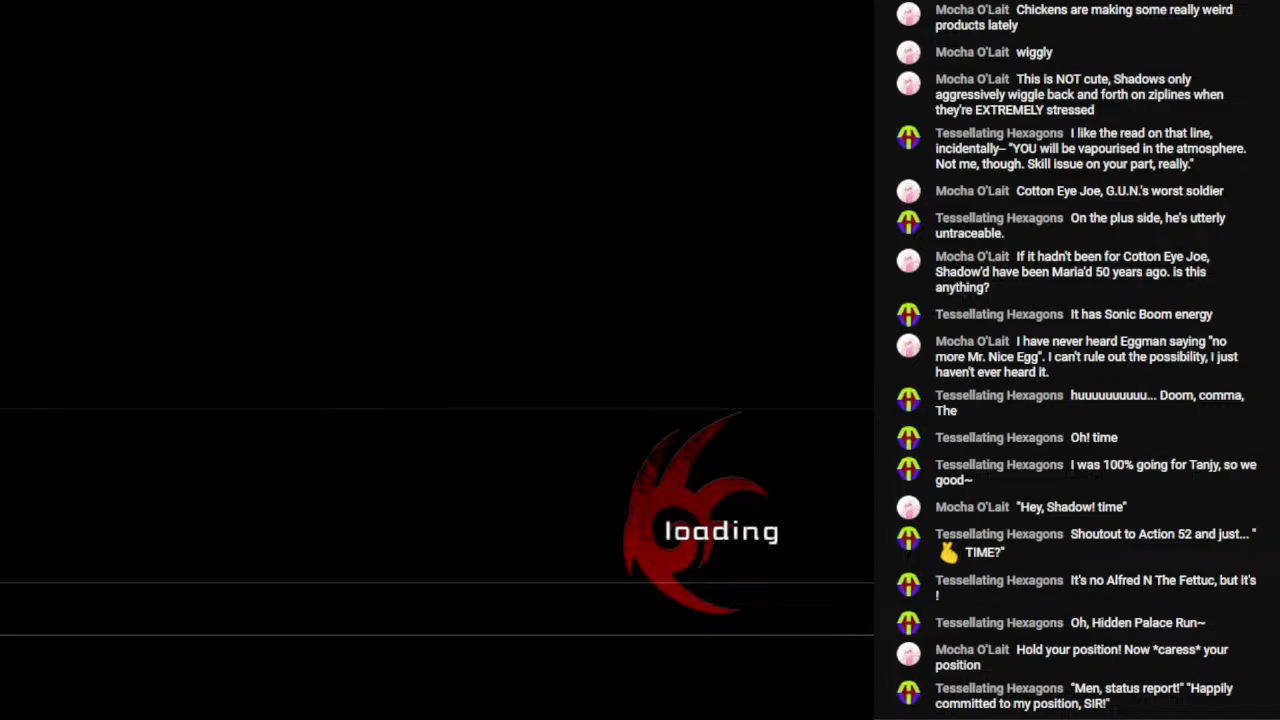 Mocha O'Lait Chickens are making some really weird
products lately
Mocha O'Lait wiggly
Mocha O'Lait This is NOT cute, Shadows only
aggressively wiggle back and forth on ziplines when
they're EXTREMELY stressed
Tessellating Hexagons I like the read on that line,
incidentally– "YOU will be vapourised in the atmosphere.
Not me, though. Skill issue on your part, really."
Mocha O'Lait Cotton Eye Joe, G.U.N.'s worst soldier
Tessellating Hexagons On the plus side, he's utterly
untraceable.
Mocha O'Lait If it hadn't been for Cotton Eye Joe,
Shadow'd have been Maria'd 50 years ago. is this
anything?
Tessellating Hexagons It has Sonic Boom energy
Mocha O'Lait I have never heard Eggman saying "no
more Mr. Nice Egg". I can't rule out the possibility, I just
haven't ever heard it.
Tessellating Hexagons huuuuuuuuuu... Doom, comma,
The
Tessellating Hexagons Oh! time
Tessellating Hexagons I was 100% going for Tanjy, so we
good~
Mocha O'Lait "Hey, Shadow! time"
Tessellating Hexagons Shoutout to Action 52 and just... "
🫰 TIME?"
Tessellating Hexagons It's no Alfred N The Fettuc, but it's
!
Tessellating Hexagons Oh, Hidden Palace Run~
Mocha O'Lait Hold your position! Now *caress* your
position
Tessellating Hexagons "Men, status report!" "Happily
committed to my position, SIR!"
loading